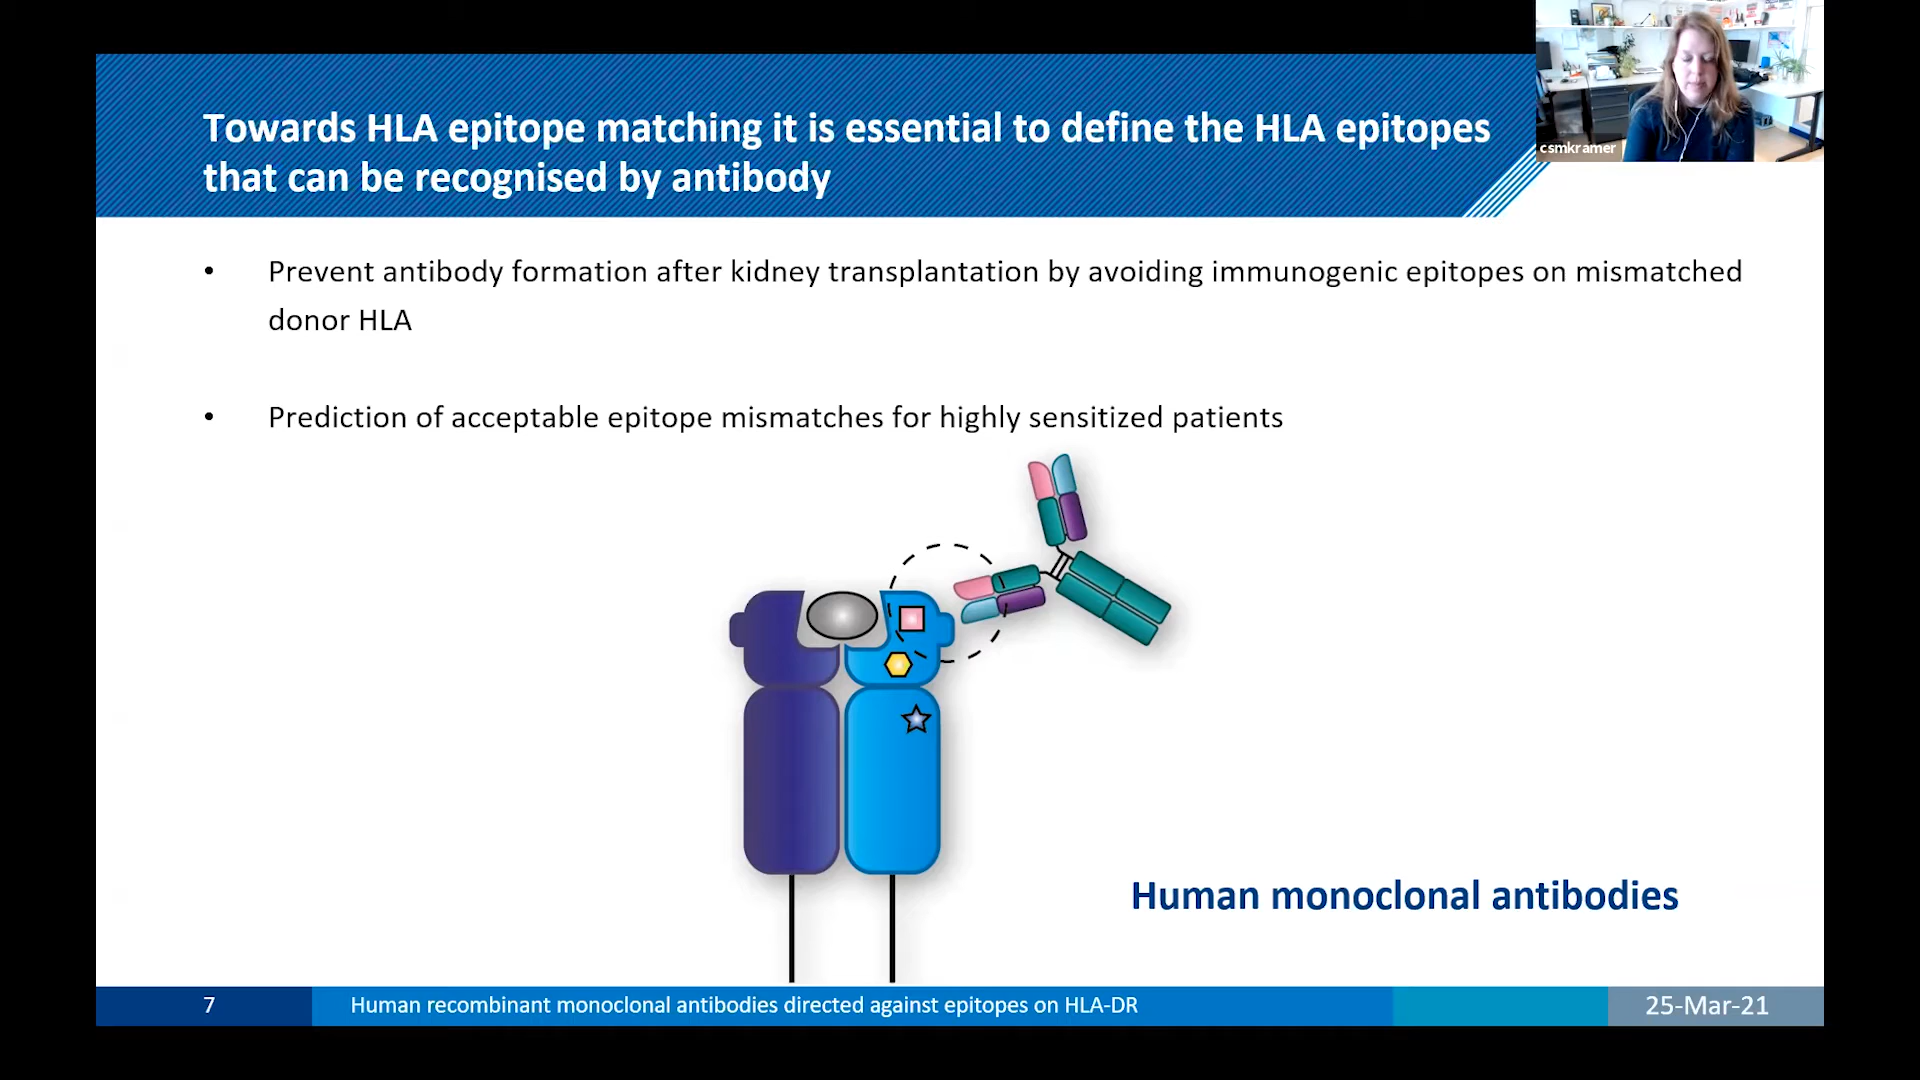 Towards HLA epitope matching it is essential to define the HLA epitopes
that can be recognised by antibody
csmkramer
• Prevent antibody formation after kidney transplantation by avoiding immunogenic epitopes on mismatched
donor HLA
• Prediction of acceptable epitope mismatches for highly sensitized patients
Human monoclonal antibodies
7
Human recombinant monoclonal antibodies directed against epitopes on HLA-DR
25-Mar-21